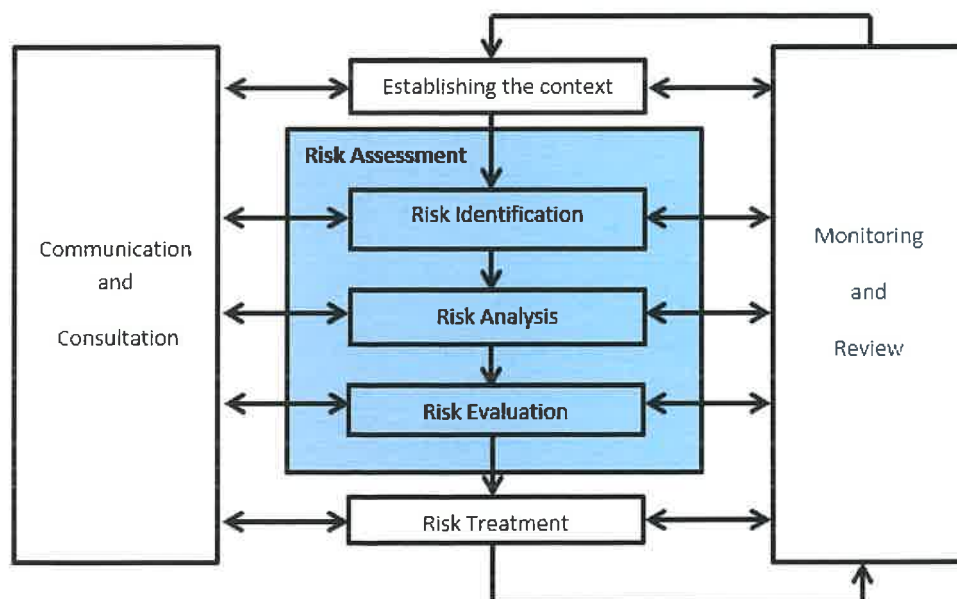 Establishing the context
Risk Assessment
Risk Identification
Risk Analysis
Risk Evaluation
Risk Treatment
Communication
and
Consultation
Monitoring
and
Review